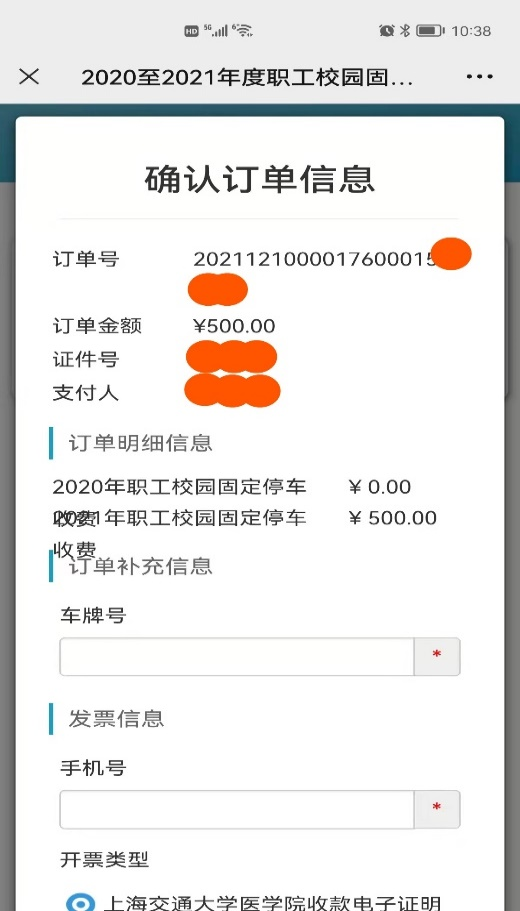 HD 5G 6 10:38
2020至2021年度职工校园固...
确认订单信息
订单号 2021121000017600015
订单金额 ¥500.00
证件号
支付人
订单明细信息
2020年职工校园固定停车 ¥ 0.00
收费
2021年职工校园固定停车 ¥ 500.00
收费
订单补充信息
车牌号
*
发票信息
手机号
*
开票类型
上海交通大学医学院收款电子证明